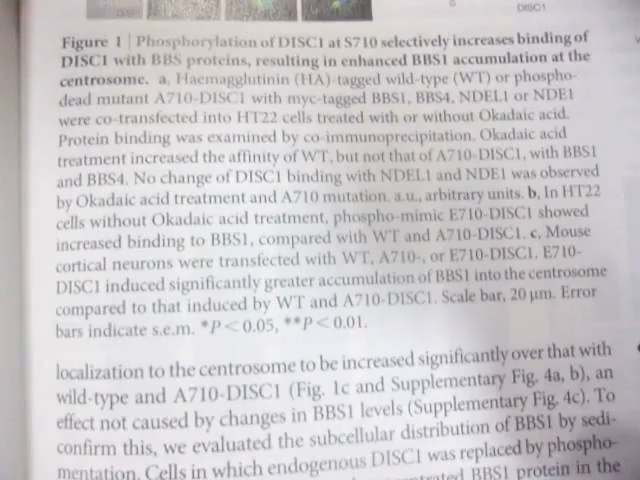 DISC1
Figure 1 | Phosphorylation of DISC1 at S710 selectively increases binding of
DISC1 with BBS proteins, resulting in enhanced BBS1 accumulation at the
centrosome. a, Haemagglutinin (HA)-tagged wild-type (WT) or phospho-
dead mutant A710-DISC1 with myc-tagged BBS1, BBS4, NDEL1 or NDE1
were co-transfected into HT22 cells treated with or without Okadaic acid.
Protein binding was examined by co-immunoprecipitation. Okadaic acid
treatment increased the affinity of WT, but not that of A710-DISC1, with BBS1
and BBS4. No change of DISC1 binding with NDEL1 and NDE1 was observed
by Okadaic acid treatment and A710 mutation. a.u., arbitrary units. b, In HT22
cells without Okadaic acid treatment, phospho-mimic E710-DISC1 showed
increased binding to BBS1, compared with WT and A710-DISC1. c, Mouse
cortical neurons were transfected with WT, A710-, or E710-DISC1. E710-
DISC1 induced significantly greater accumulation of BBS1 into the centrosome
compared to that induced by WT and A710-DISC1. Scale bar, 20 μm. Error
bars indicate s.e.m. *P < 0.05, **P < 0.01.
localization to the centrosome to be increased significantly over that with
wild-type and A710-DISC1 (Fig. 1c and Supplementary Fig. 4a, b), an
effect not caused by changes in BBS1 levels (Supplementary Fig. 4c). To
confirm this, we evaluated the subcellular distribution of BBS1 by sedi-
mentation. Cells in which endogenous DISC1 was replaced by phospho-
BBS1 protein in the